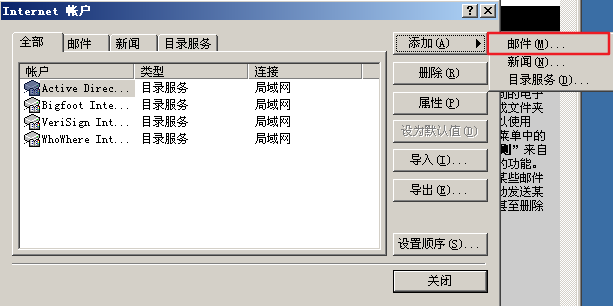 Internet 帐户
全部 邮件 新闻 目录服务
帐户 类型 连接
Active Direc... 目录服务 局域网
Bigfoot Inte... 目录服务 局域网
VeriSign Int... 目录服务 局域网
WhoWhere Int... 目录服务 局域网
添加(A)
删除(R)
属性(P)
设为默认值(D)
导入(I)...
导出(E)...
设置顺序(S)...
关闭
邮件(M)...
新闻(N)...
目录服务(D)...
的电子
或文件夹
以使用
菜单中的
”来自
的功能。
某些邮件
动发送某
甚至删除